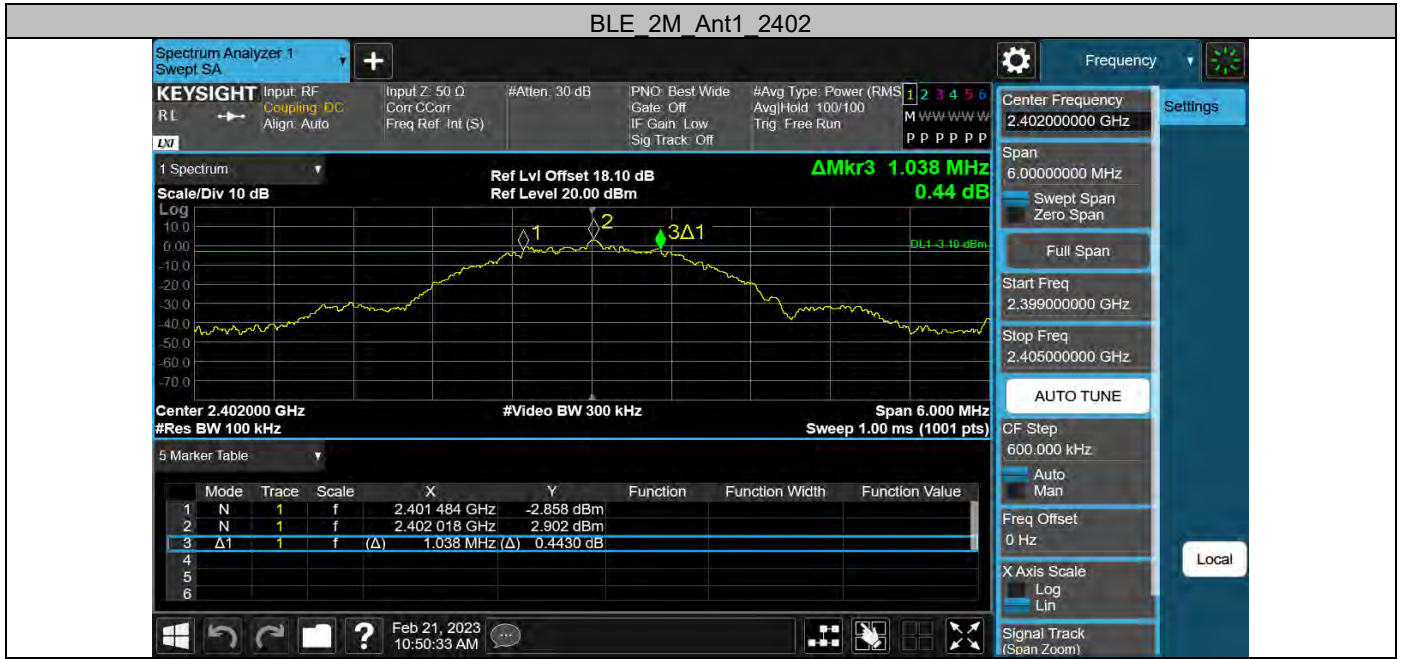 BLE_2M_Ant1_2402
Spectrum Analyzer 1
Swept SA
+
Frequency
KEYSIGHT
RL
LXI
Input: RF
Coupling: DC
Align: Auto
Input Z: 50 Ω
Corr CCorr
Freq Ref: Int (S)
#Atten: 30 dB
PNO: Best Wide
Gate: Off
IF Gain: Low
Sig Track: Off
#Avg Type: Power (RMS
Avg|Hold: 100/100
Trig: Free Run
1 2 3 4 5 6
M W W W W W
P P P P P P
1 Spectrum
Scale/Div 10 dB
Ref Lvl Offset 18.10 dB
Ref Level 20.00 dBm
ΔMkr3 1.038 MHz
0.44 dB
Log
10.0
0.00
-10.0
-20.0
-30.0
-40.0
-50.0
-60.0
-70.0
1
2
3Δ1
DL1 -3.10 dBm
Center 2.402000 GHz
#Video BW 300 kHz
Span 6.000 MHz
#Res BW 100 kHz
Sweep 1.00 ms (1001 pts)
5 Marker Table
Mode Trace Scale X Y Function Function Width Function Value
1 N 1 f 2.401 484 GHz -2.858 dBm
2 N 1 f 2.402 018 GHz 2.902 dBm
3 Δ1 1 f (Δ) 1.038 MHz (Δ) 0.4430 dB
4
5
6
?
Feb 21, 2023
10:50:33 AM
Center Frequency
2.402000000 GHz
Settings
Span
6.00000000 MHz
Swept Span
Zero Span
Full Span
Start Freq
2.399000000 GHz
Stop Freq
2.405000000 GHz
AUTO TUNE
CF Step
600.000 kHz
Auto
Man
Freq Offset
0 Hz
X Axis Scale
Log
Lin
Local
Signal Track
(Span Zoom)